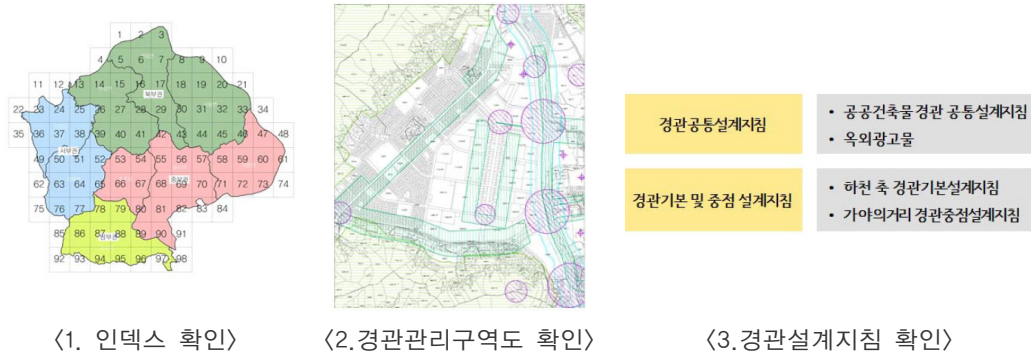 1 2 3
4 5 6 7 8 9 10
11 12 13 14 15 16 17 18 19 20 21
북부권
22 23 24 25 26 27 28 29 30 31 32 33 34
35 36 37 38 39 40 41 42 43 44 45 46 47 48
서부권
49 50 51 52 53 54 55 56 57 58 59 60 61
62 63 64 65 66 67 68 69 70 71 72 73 74
75 76 77 78 79 80 81 82 83 84
85 86 87 88 89 90 91
92 93 94 95 96 97 98
경관공통설계지침
• 공공건축물 경관 공통설계지침
• 옥외광고물
경관기본 및 중점 설계지침
• 하천 축 경관기본설계지침
• 가야의거리 경관중점설계지침
〈1. 인덱스 확인〉
〈2.경관관리구역도 확인〉
〈3.경관설계지침 확인〉